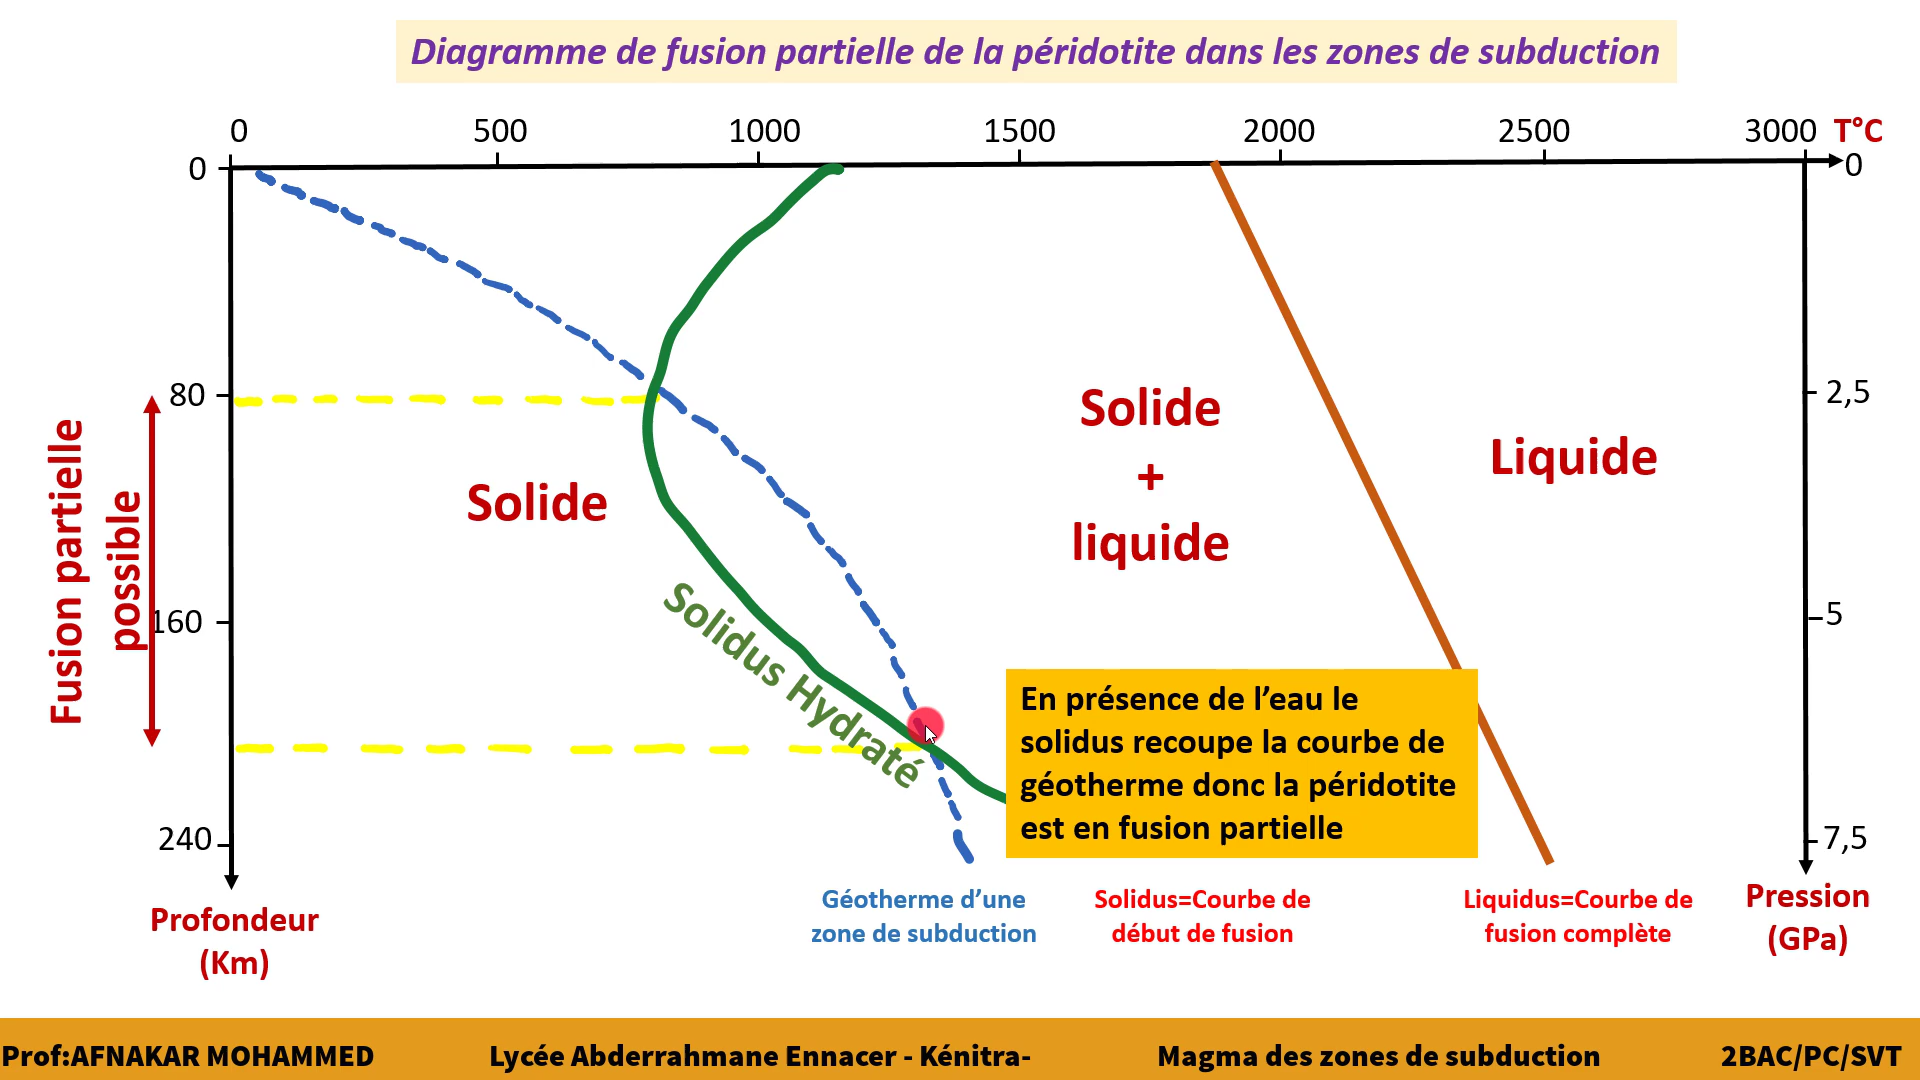 Diagramme de fusion partielle de la péridotite dans les zones de subduction
0 500 1000 1500 2000 2500 3000 T°C
0
0
80
2,5
160
5
240
7,5
Fusion partielle
possible
Solide
Solide
+
liquide
Liquide
Solidus Hydraté
En présence de l’eau le
solidus recoupe la courbe de
géotherme donc la péridotite
est en fusion partielle
Profondeur
(Km)
Géotherme d’une
zone de subduction
Solidus=Courbe de
début de fusion
Liquidus=Courbe de
fusion complète
Pression
(GPa)
Prof:AFNAKAR MOHAMMED
Lycée Abderrahmane Ennacer - Kénitra-
Magma des zones de subduction
2BAC/PC/SVT